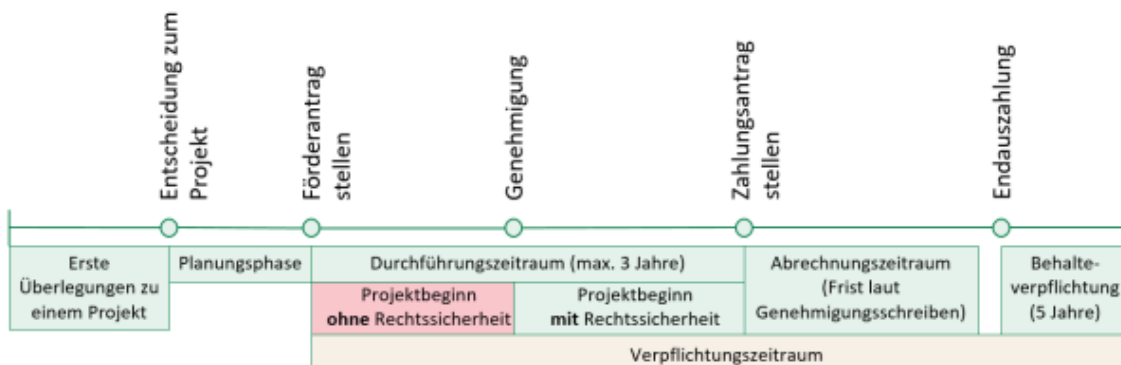 Entscheidung zum
Projekt
Förderantrag
stellen
Genehmigung
Zahlungsantrag
stellen
Endauszahlung
Erste
Überlegungen zu
einem Projekt
Planungsphase
Durchführungszeitraum (max. 3 Jahre)
Projektbeginn
ohne Rechtssicherheit
Projektbeginn
mit Rechtssicherheit
Abrechnungszeitraum
(Frist laut
Genehmigungsschreiben)
Behalte-
verpflichtung
(5 Jahre)
Verpflichtungszeitraum